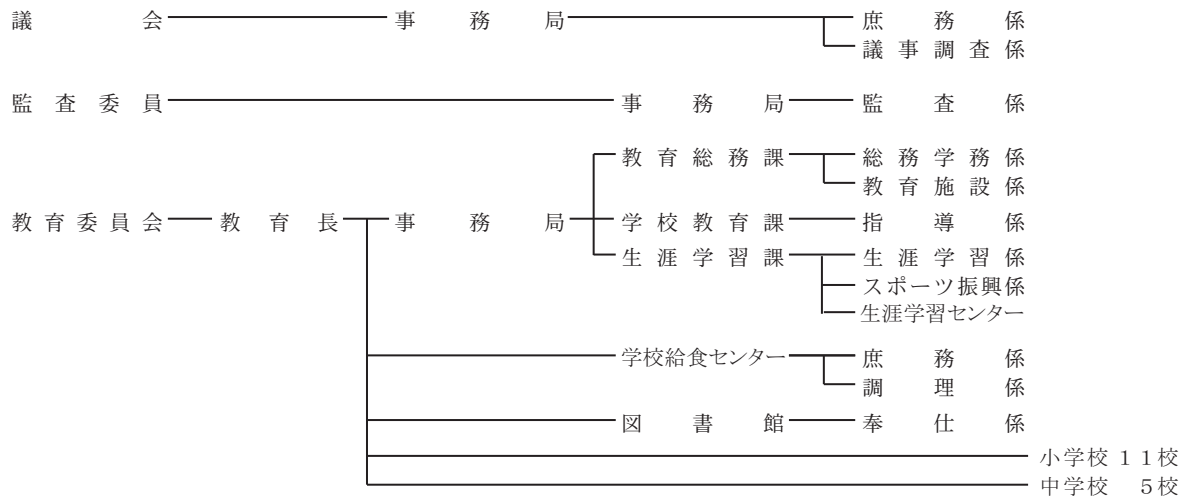 議会 事務局 庶務係
議事調査係
監査委員 事務局 監査係
教育総務課 総務学務係
教育施設係
教育委員会 教育長 事務局 学校教育課 指導係
生涯学習課 生涯学習係
スポーツ振興係
生涯学習センター
学校給食センター 庶務係
調理係
図書館 奉仕係
小学校 11校
中学校 5校